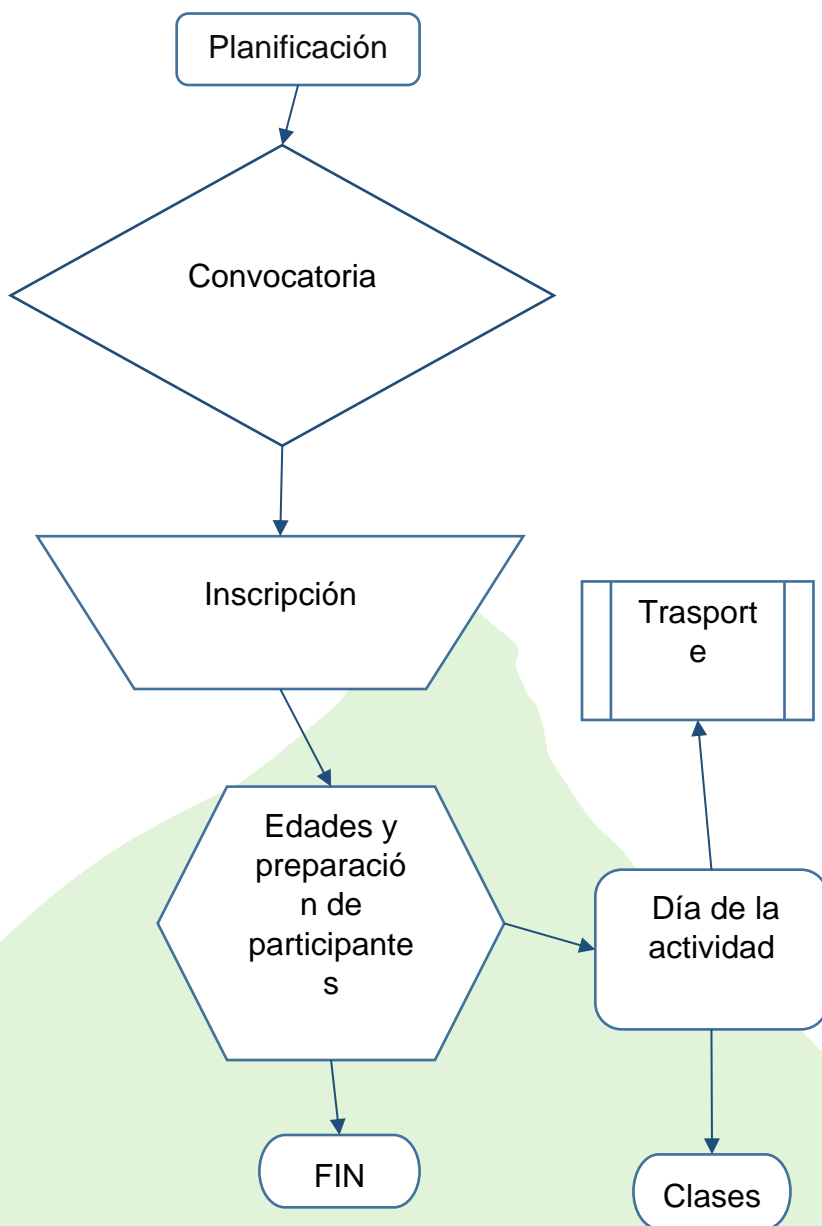 Planificación
Convocatoria
Inscripción
Trasport
e
Edades y
preparació
n de
participante
s
Día de la
actividad
FIN
Clases